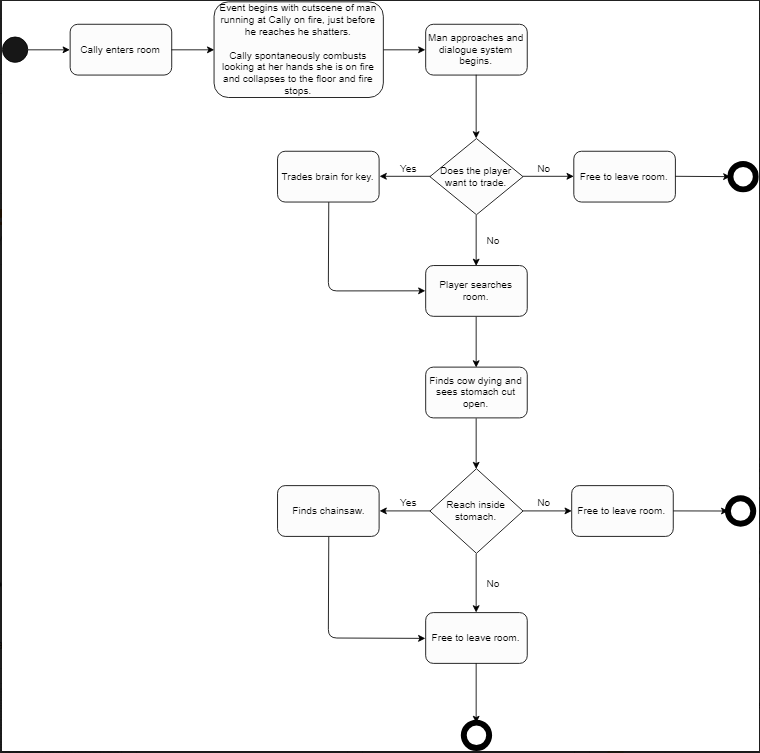 Event begins with cutscene of man
running at Cally on fire, just before
he reaches he shatters.
Cally spontaneously combusts
looking at her hands she is on fire
and collapses to the floor and fire
stops.
Cally enters room
Man approaches and
dialogue system
begins.
Does the player
want to trade.
Yes
No
Trades brain for key.
Free to leave room.
No
Player searches
room.
Finds cow dying and
sees stomach cut
open.
Reach inside
stomach.
Yes
No
Finds chainsaw.
Free to leave room.
No
Free to leave room.